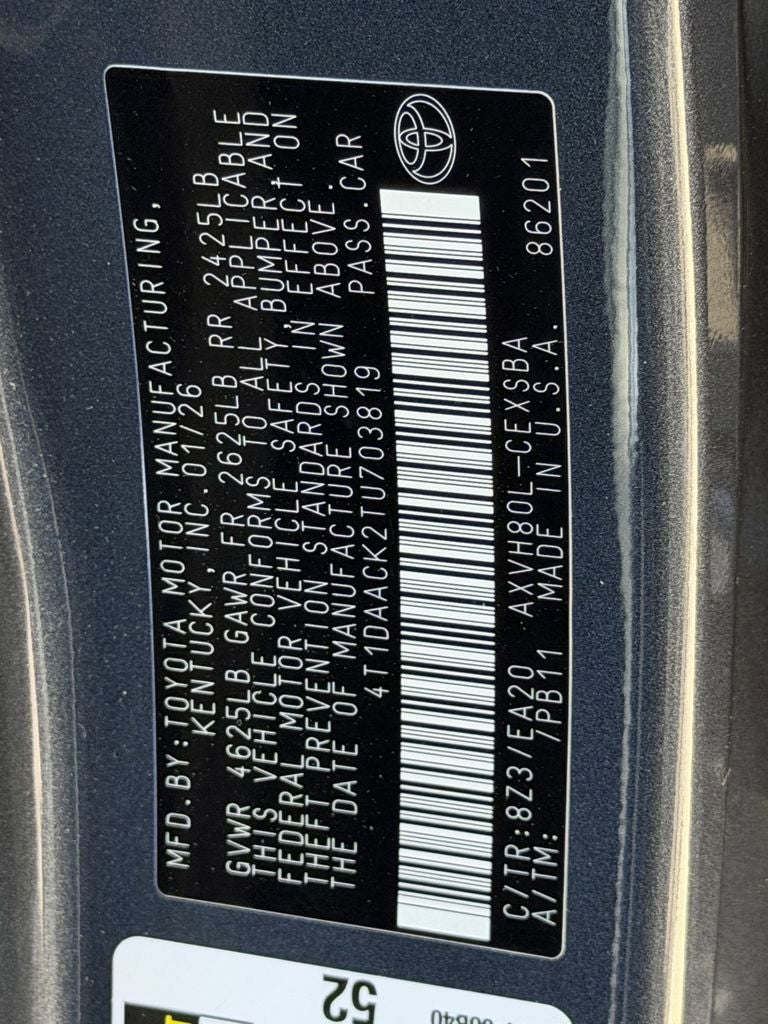 MFD.BY:TOYOTA MOTOR MANUFACTURING,
KENTUCKY,INC.01/26
GVWR 4625LB GAWR FR 2625LB RR 2425LB
THIS VEHICLE CONFORMS TO ALL APPLICABLE
FEDERAL MOTOR VEHICLE SAFETY,BUMPER,AND
THEFT PREVENTION STANDARDS IN EFFECT ON
THE DATE OF MANUFACTURE SHOWN ABOVE.
4T1DAACK2TU703819 PASS.CAR
C/TR:8Z3/EA20 AXVH80L-CEXSBA 86201
A/TM: /PB11 MADE IN U.S.A.
52